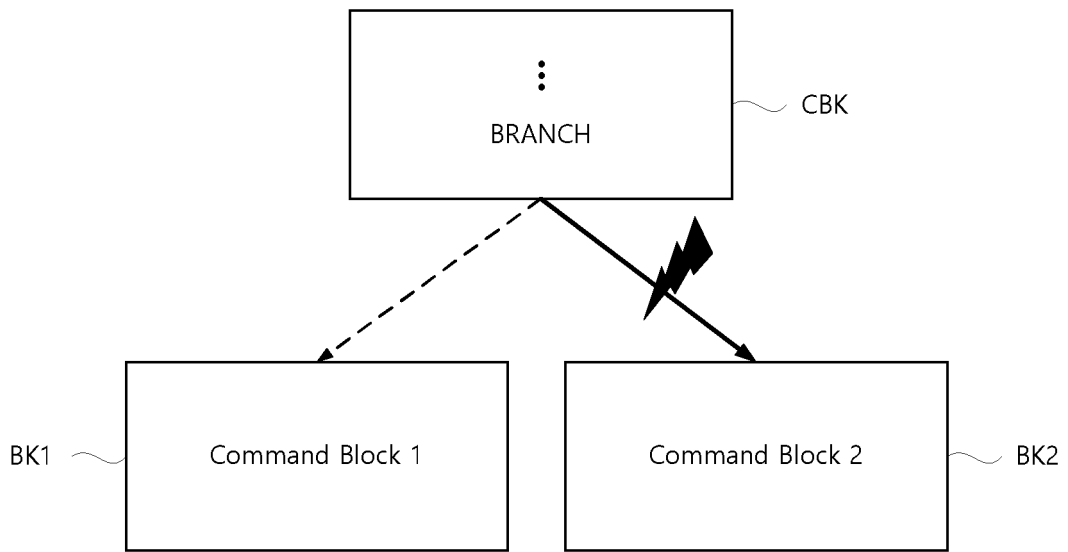 BRANCH
CBK
BK1
Command Block 1
Command Block 2
BK2